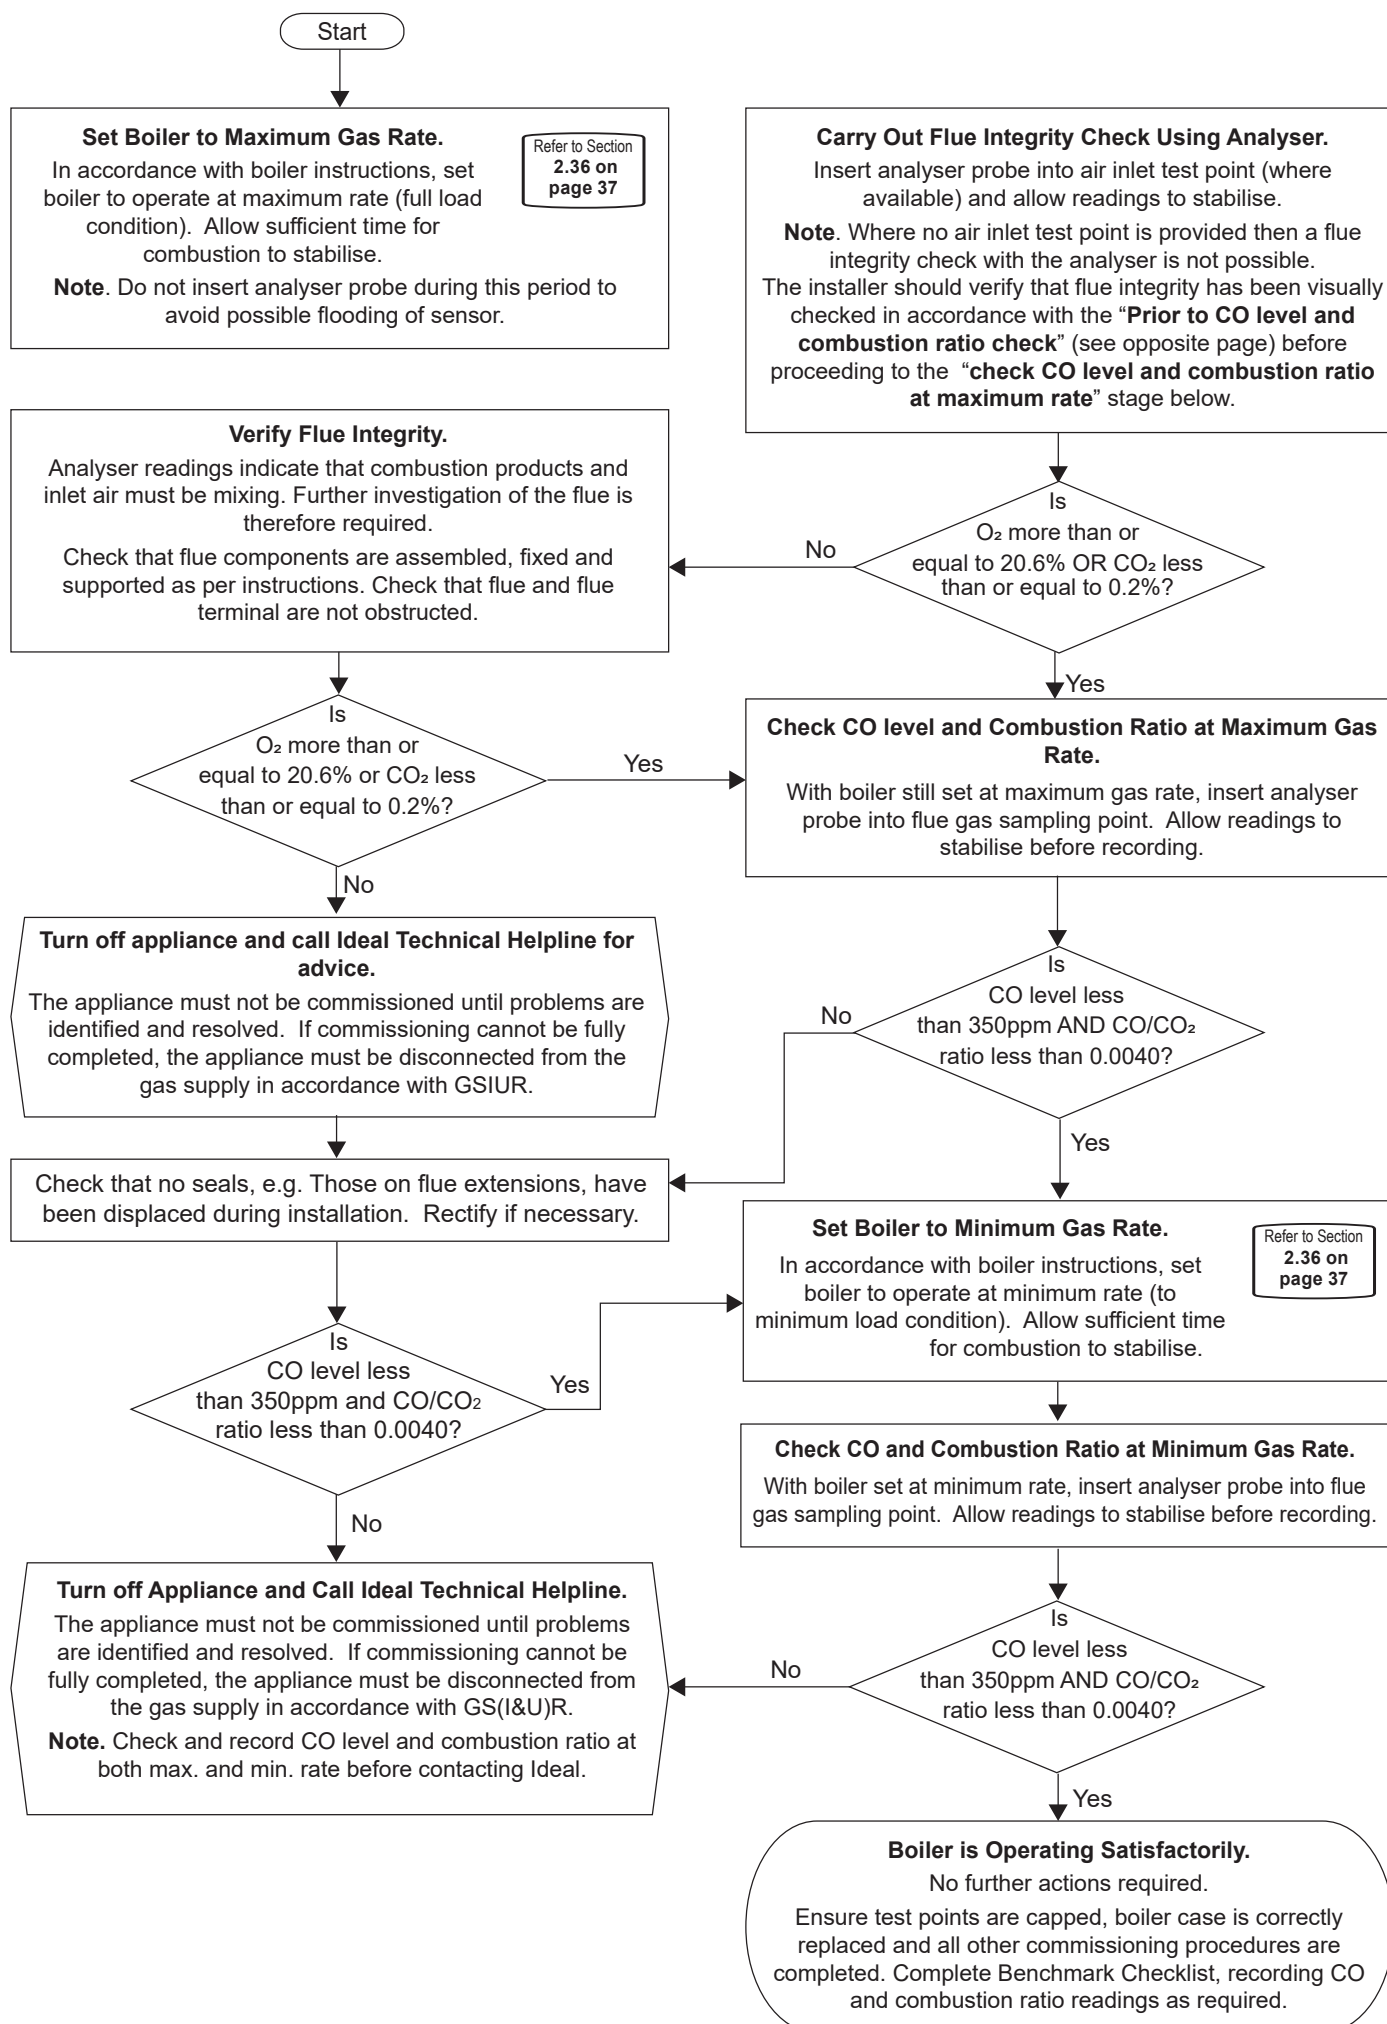 Start
Set Boiler to Maximum Gas Rate.
In accordance with boiler instructions, set
boiler to operate at maximum rate (full load
condition).  Allow sufficient time for
combustion to stabilise.
Note. Do not insert analyser probe during this period to
avoid possible flooding of sensor.
Refer to Section
2.36 on
page 37
Carry Out Flue Integrity Check Using Analyser.
Insert analyser probe into air inlet test point (where
available) and allow readings to stabilise.
Note. Where no air inlet test point is provided then a flue
integrity check with the analyser is not possible.
The installer should verify that flue integrity has been visually
checked in accordance with the “Prior to CO level and
combustion ratio check” (see opposite page) before
proceeding to the  “check CO level and combustion ratio
at maximum rate” stage below.
Is
O₂ more than or
equal to 20.6% OR CO₂ less
than or equal to 0.2%?
No
Yes
Verify Flue Integrity.
Analyser readings indicate that combustion products and
inlet air must be mixing. Further investigation of the flue is
therefore required.
Check that flue components are assembled, fixed and
supported as per instructions. Check that flue and flue
terminal are not obstructed.
Is
O₂ more than or
equal to 20.6% or CO₂ less
than or equal to 0.2%?
Yes
No
Check CO level and Combustion Ratio at Maximum Gas
Rate.
With boiler still set at maximum gas rate, insert analyser
probe into flue gas sampling point.  Allow readings to
stabilise before recording.
Turn off appliance and call Ideal Technical Helpline for
advice.
The appliance must not be commissioned until problems are
identified and resolved.  If commissioning cannot be fully
completed, the appliance must be disconnected from the
gas supply in accordance with GSIUR.
Is
CO level less
than 350ppm AND CO/CO₂
ratio less than 0.0040?
No
Yes
Check that no seals, e.g. Those on flue extensions, have
been displaced during installation.  Rectify if necessary.
Set Boiler to Minimum Gas Rate.
In accordance with boiler instructions, set
boiler to operate at minimum rate (to
minimum load condition).  Allow sufficient time
for combustion to stabilise.
Refer to Section
2.36 on
page 37
Is
CO level less
than 350ppm and CO/CO₂
ratio less than 0.0040?
Yes
No
Check CO and Combustion Ratio at Minimum Gas Rate.
With boiler set at minimum rate, insert analyser probe into flue
gas sampling point.  Allow readings to stabilise before recording.
Turn off Appliance and Call Ideal Technical Helpline.
The appliance must not be commissioned until problems
are identified and resolved.  If commissioning cannot be
fully completed, the appliance must be disconnected from
the gas supply in accordance with GS(I&U)R.
Note. Check and record CO level and combustion ratio at
both max. and min. rate before contacting Ideal.
Is
CO level less
than 350ppm AND CO/CO₂
ratio less than 0.0040?
No
Yes
Boiler is Operating Satisfactorily.
No further actions required.
Ensure test points are capped, boiler case is correctly
replaced and all other commissioning procedures are
completed. Complete Benchmark Checklist, recording CO
and combustion ratio readings as required.